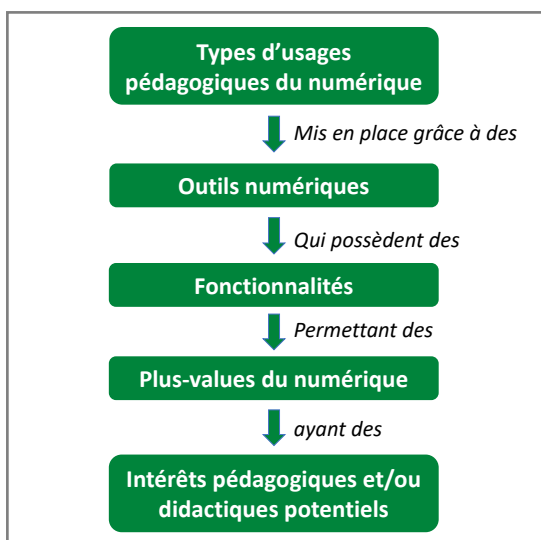 Types d’usages
pédagogiques du numérique
Mis en place grâce à des
Outils numériques
Qui possèdent des
Fonctionnalités
Permettant des
Plus-values du numérique
ayant des
Intérêts pédagogiques et/ou
didactiques potentiels